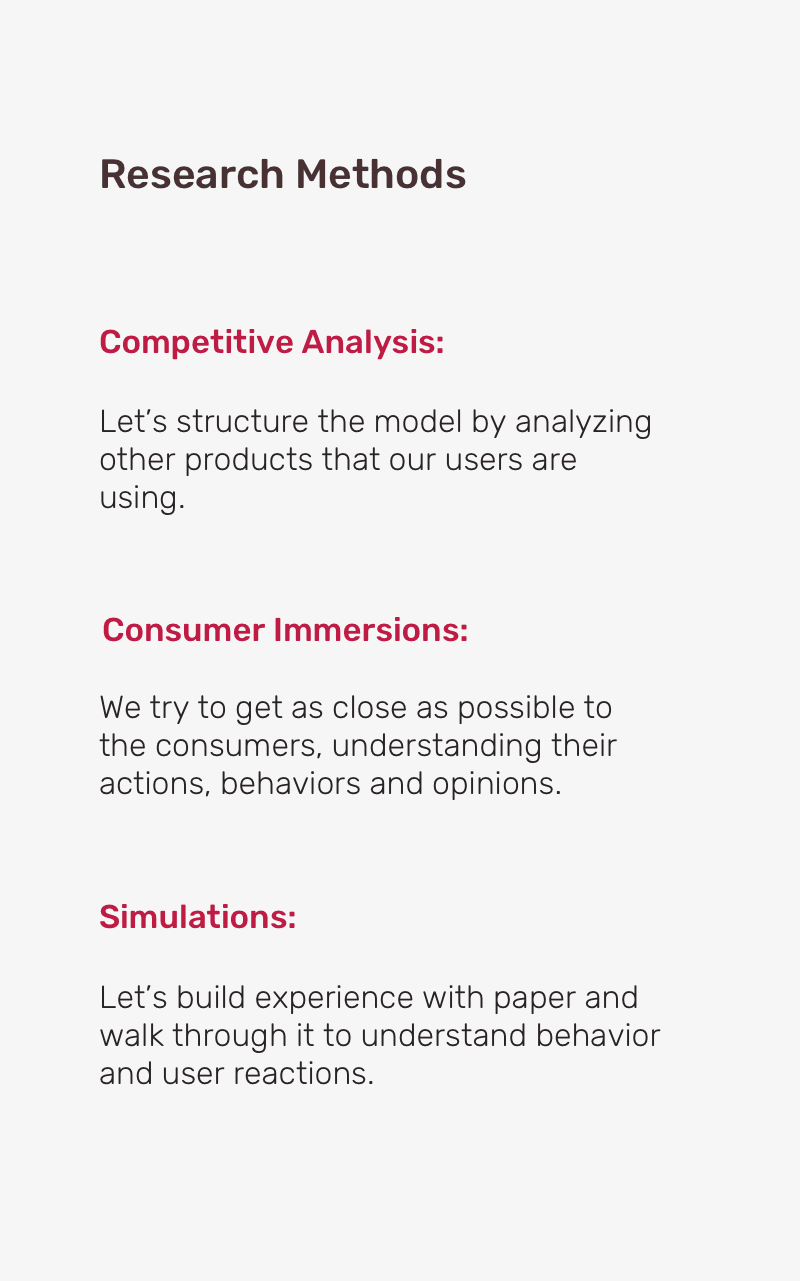 Research Methods
Competitive Analysis:
Let’s structure the model by analyzing
other products that our users are
using.
Consumer Immersions:
We try to get as close as possible to
the consumers, understanding their
actions, behaviors and opinions.
Simulations:
Let’s build experience with paper and
walk through it to understand behavior
and user reactions.